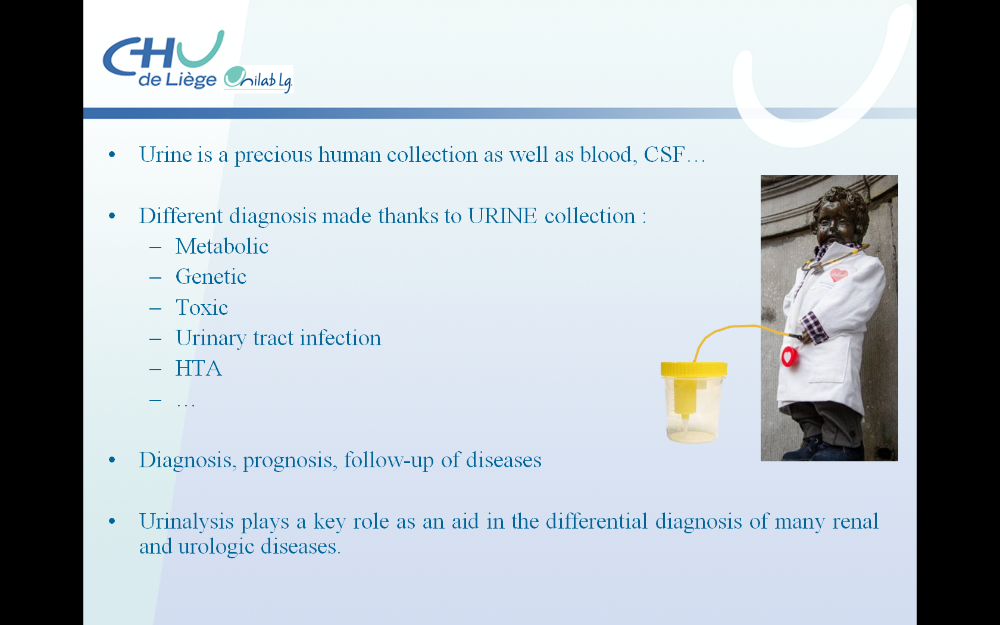 CHU
de Liège
Unilab Lg.
• Urine is a precious human collection as well as blood, CSF…
• Different diagnosis made thanks to URINE collection :
– Metabolic
– Genetic
– Toxic
– Urinary tract infection
– HTA
– …
• Diagnosis, prognosis, follow-up of diseases
• Urinalysis plays a key role as an aid in the differential diagnosis of many renal
and urologic diseases.